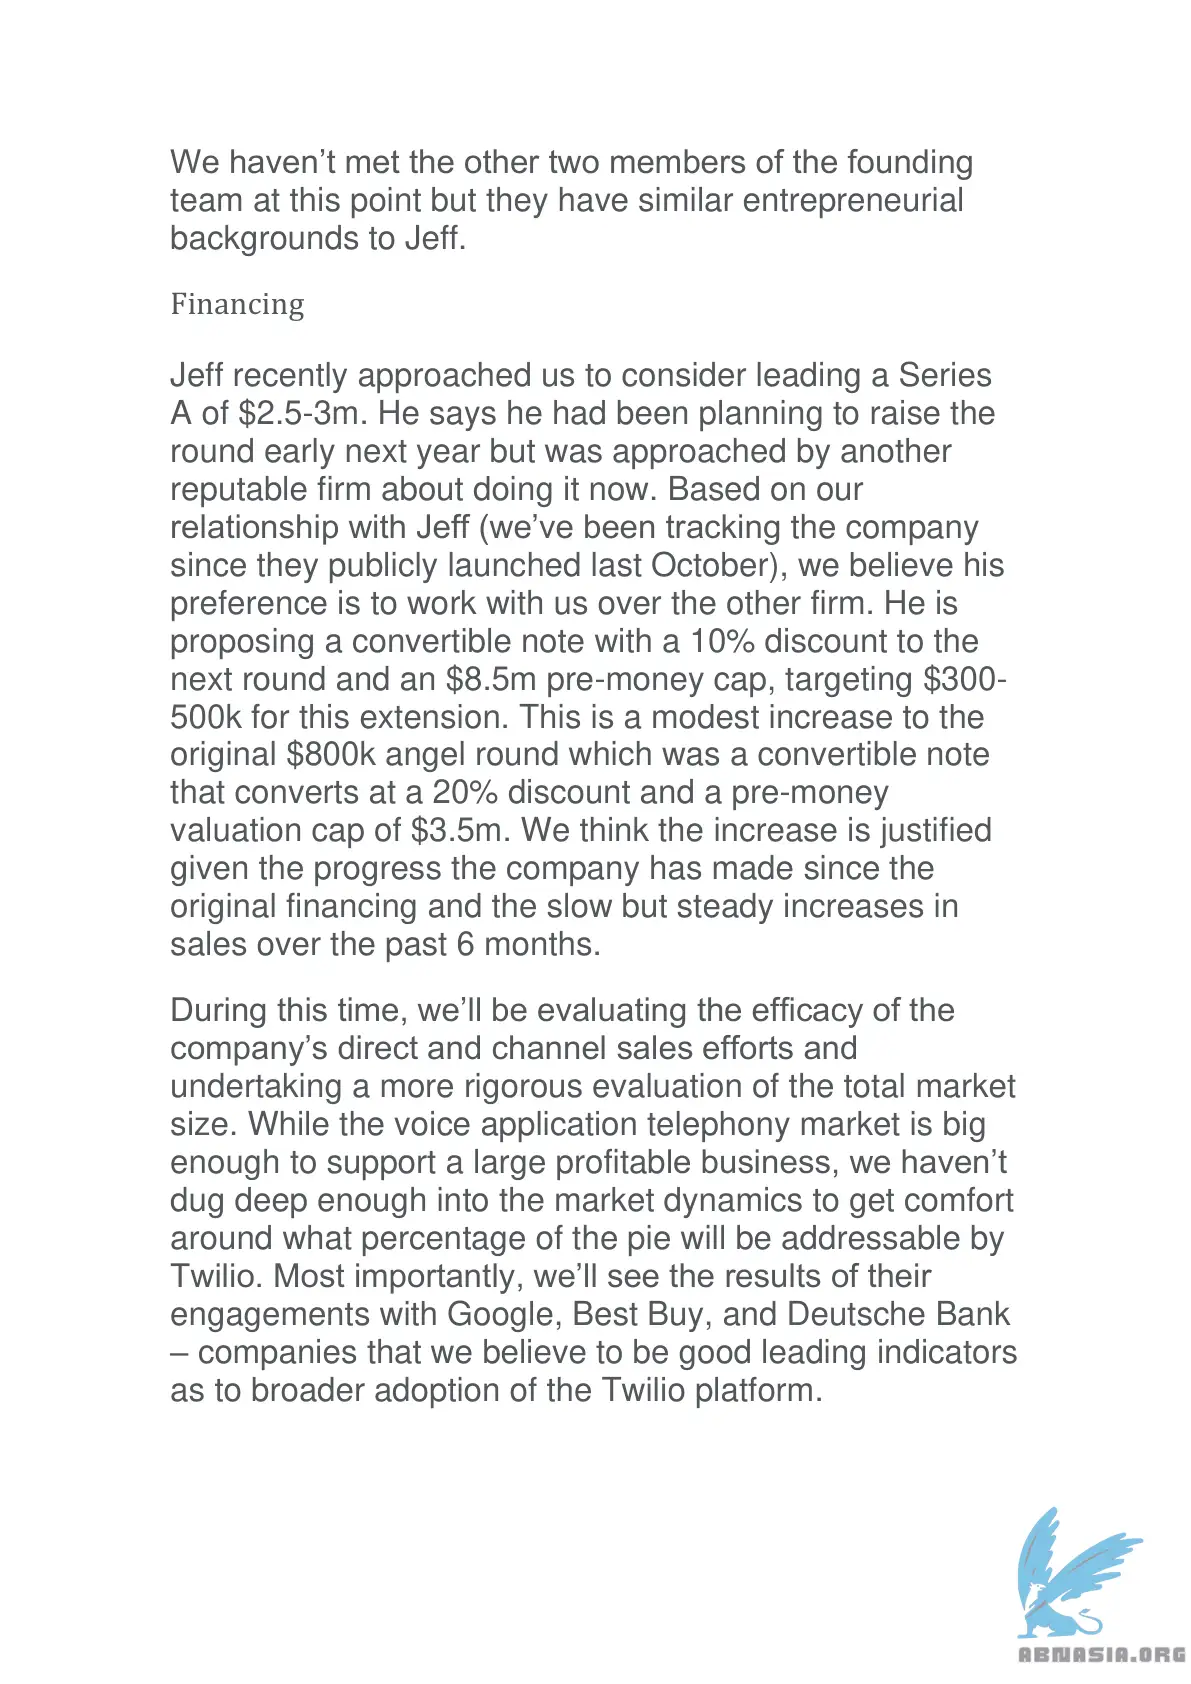 We haven’t met the other two members of the founding
team at this point but they have similar entrepreneurial
backgrounds to Jeff.
Financing
Jeff recently approached us to consider leading a Series
A of $2.5-3m. He says he had been planning to raise the
round early next year but was approached by another
reputable firm about doing it now. Based on our
relationship with Jeff (we’ve been tracking the company
since they publicly launched last October), we believe his
preference is to work with us over the other firm. He is
proposing a convertible note with a 10% discount to the
next round and an $8.5m pre-money cap, targeting $300-
500k for this extension. This is a modest increase to the
original $800k angel round which was a convertible note
that converts at a 20% discount and a pre-money
valuation cap of $3.5m. We think the increase is justified
given the progress the company has made since the
original financing and the slow but steady increases in
sales over the past 6 months.
During this time, we’ll be evaluating the efficacy of the
company’s direct and channel sales efforts and
undertaking a more rigorous evaluation of the total market
size. While the voice application telephony market is big
enough to support a large profitable business, we haven’t
dug deep enough into the market dynamics to get comfort
around what percentage of the pie will be addressable by
Twilio. Most importantly, we’ll see the results of their
engagements with Google, Best Buy, and Deutsche Bank
– companies that we believe to be good leading indicators
as to broader adoption of the Twilio platform.
ABNASIA.ORG